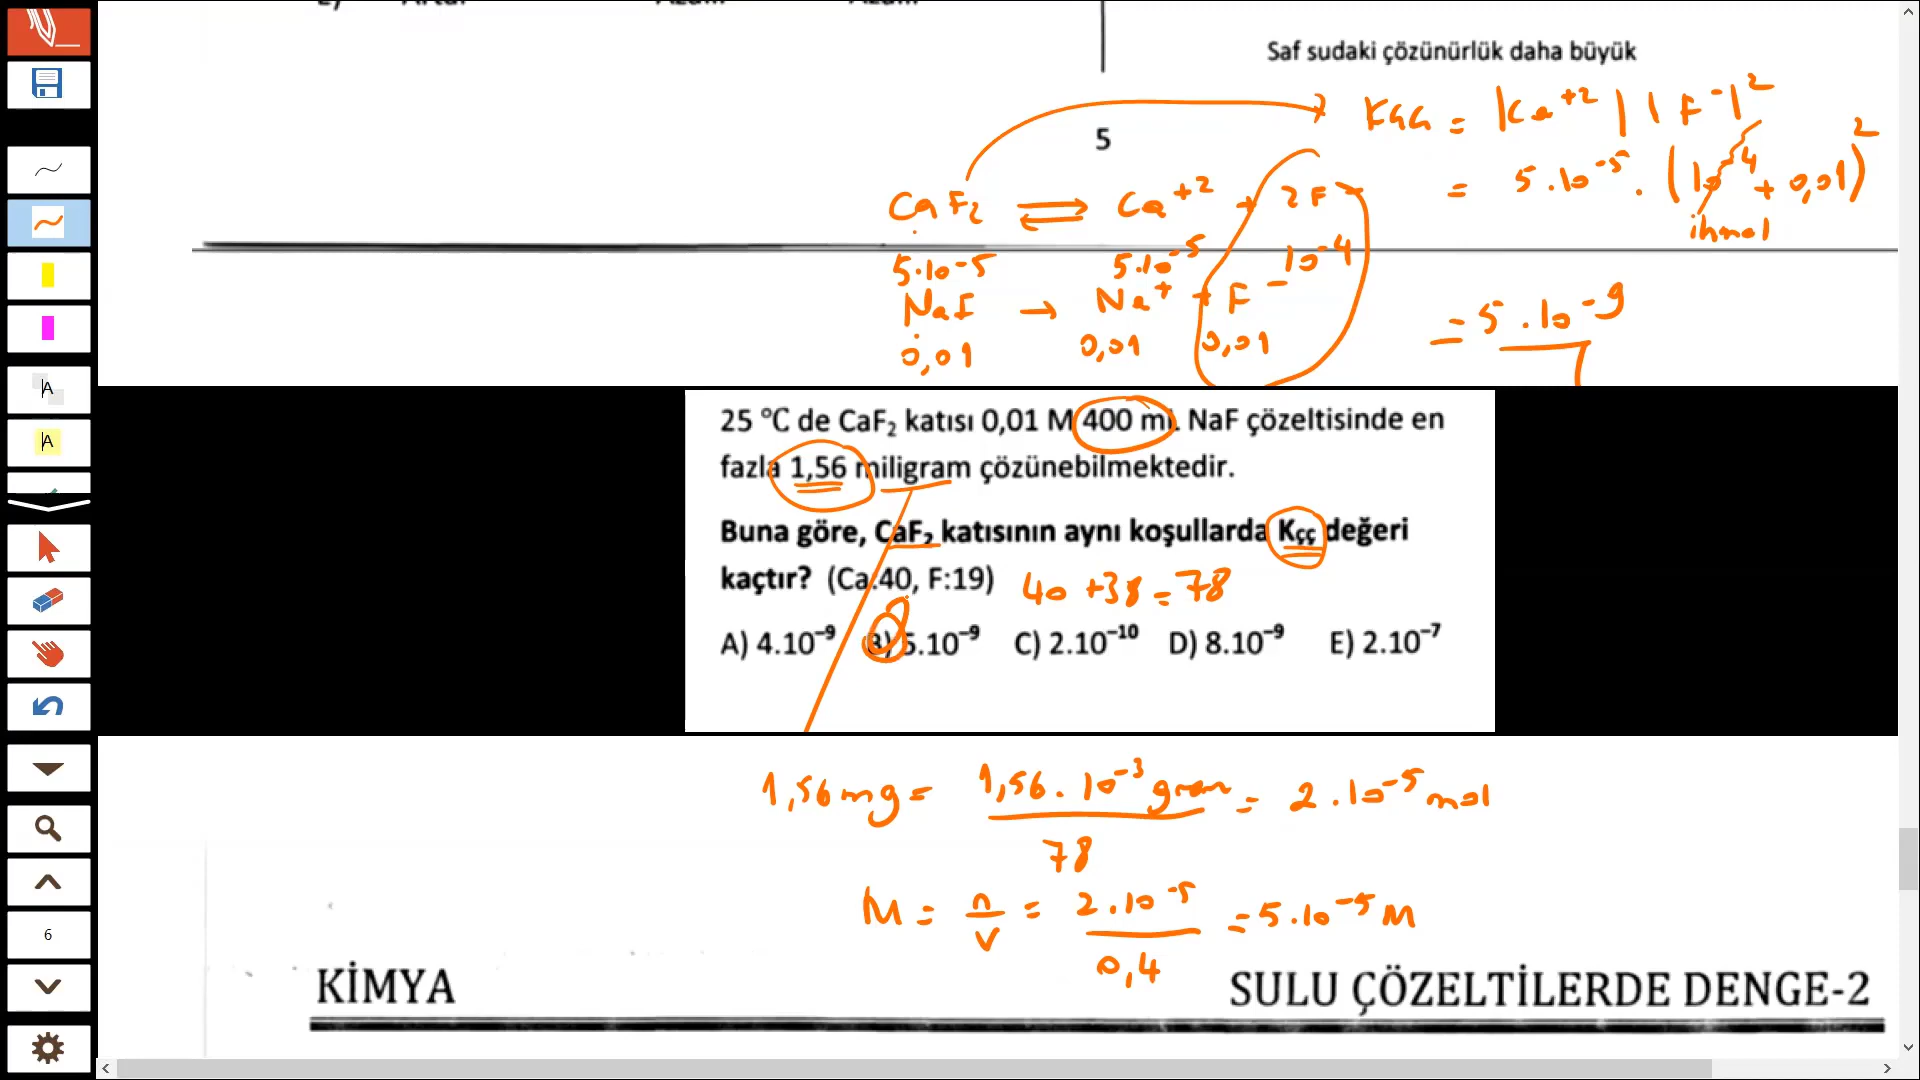 Saf sudaki çözünürlük daha büyük
5
Kçç = |Ca⁺²| |F⁻|²
= 5.10⁻⁵ . (10⁻⁴ + 0,01)²
ihmal
= 5.10⁻⁹
CaF₂ ⇌ Ca⁺² + 2F⁻
5.10⁻⁵ 5.10⁻⁵ 10⁻⁴
NaF → Na⁺ + F⁻
0,01 0,01 0,01
25 °C de CaF₂ katısı 0,01 M 400 mL NaF çözeltisinde en
fazla 1,56 miligram çözünebilmektedir.
Buna göre, CaF₂ katısının aynı koşullarda Kçç değeri
kaçtır? (Ca:40, F:19) 40 + 38 = 78
A) 4.10⁻⁹ B) 5.10⁻⁹ C) 2.10⁻¹⁰ D) 8.10⁻⁹ E) 2.10⁻⁷
1,56 mg = 1,56.10⁻³ gram / 78 = 2.10⁻⁵ mol
M = n/V = 2.10⁻⁵ / 0,4 = 5.10⁻⁵ M
KİMYA SULU ÇÖZELTİLERDE DENGE-2
A
A
6